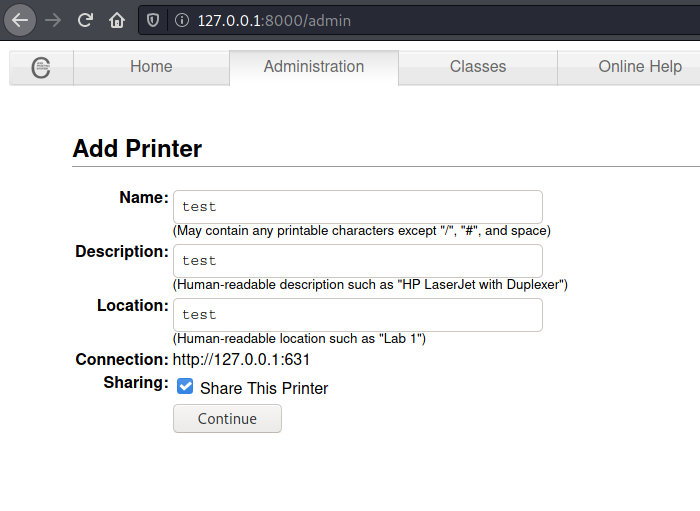 127.0.0.1:8000/admin
Home Administration Classes Online Help
Add Printer
Name: test
(May contain any printable characters except "/", "#", and space)
Description: test
(Human-readable description such as "HP LaserJet with Duplexer")
Location: test
(Human-readable location such as "Lab 1")
Connection: http://127.0.0.1:631
Sharing: Share This Printer
Continue